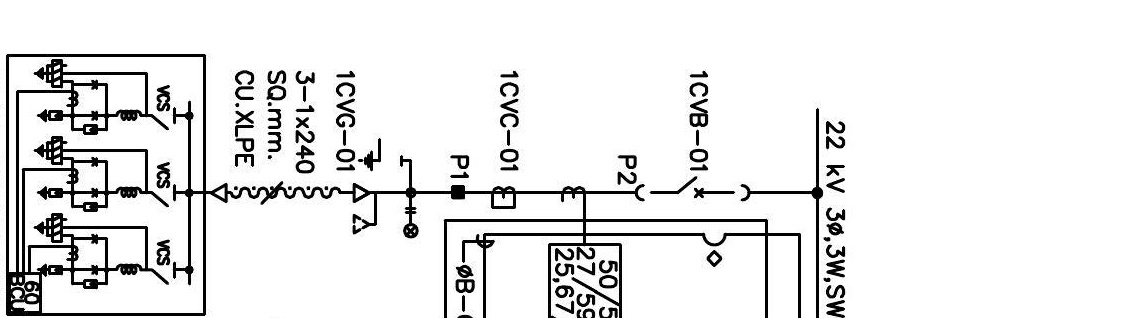 22 kV 3ø,3W,SW
1CVB-01
P2
1CVC-01
P1
1CVG-01
3-1x240
SQ.mm.
CU.XLPE
VCS
VCS
VCS
50/5
27/59
25,67
øB-
60
BCU